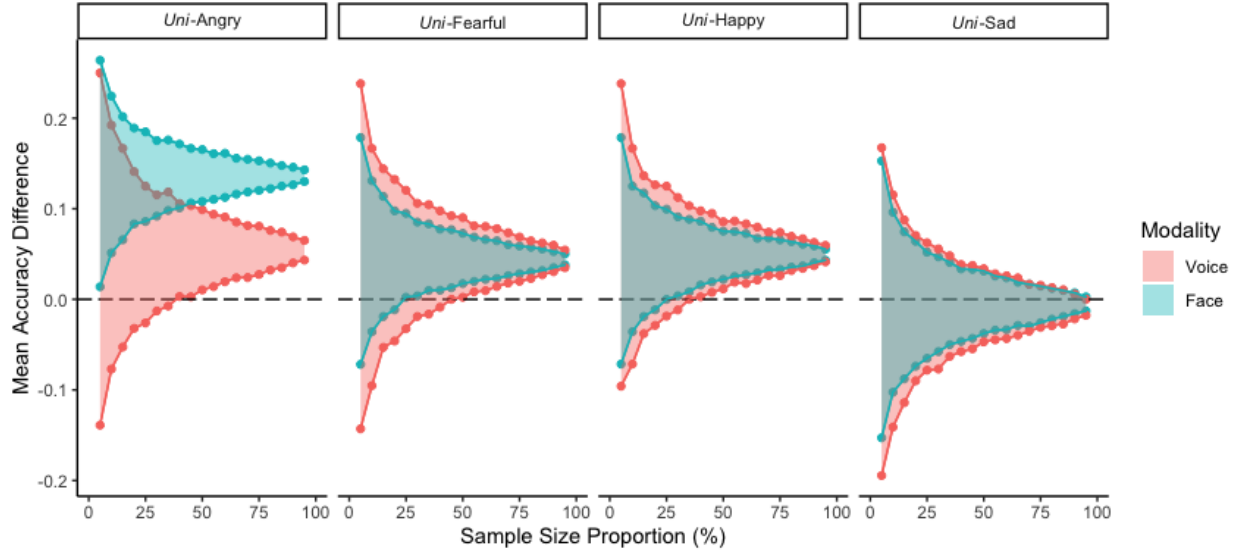 Uni-Angry Uni-Fearful Uni-Happy Uni-Sad
Mean Accuracy Difference
0.2
0.1
0.0
-0.1
-0.2
0 25 50 75 100 0 25 50 75 100 0 25 50 75 100 0 25 50 75 100
Sample Size Proportion (%)
Modality
Voice
Face